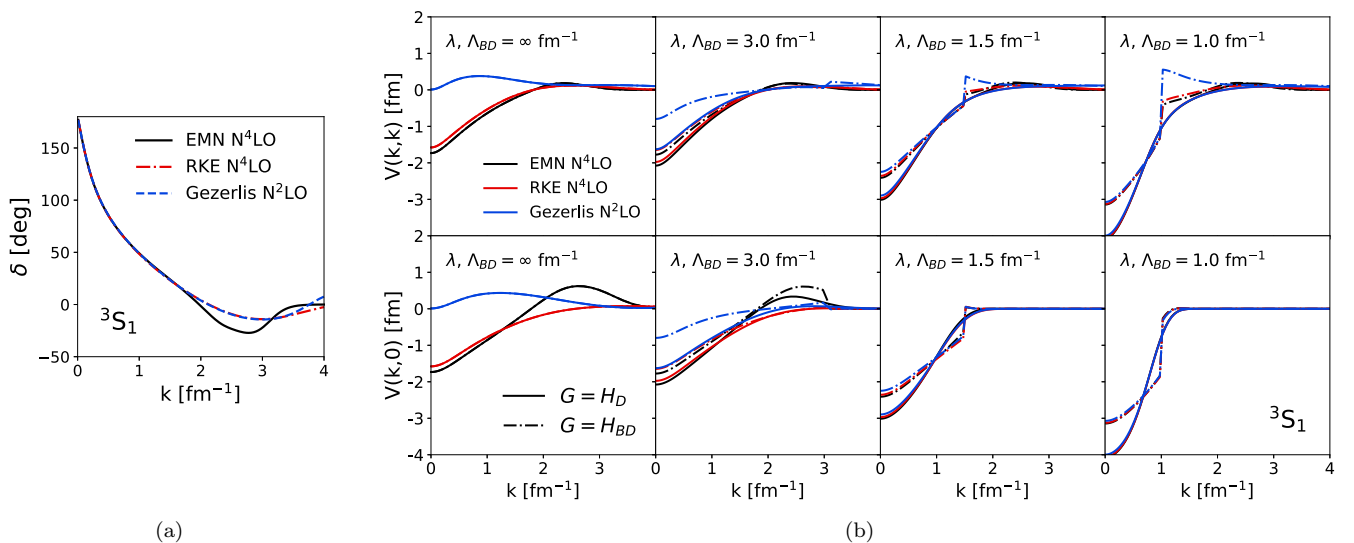 150
100
50
0
−50
δ [deg]
EMN N⁴LO
RKE N⁴LO
Gezerlis N²LO
³S₁
0 1 2 3 4
k [fm⁻¹]
(a)
2
1
0
−1
−2
−3
2
V(k,k) [fm]
λ, Λ_BD = ∞ fm⁻¹
λ, Λ_BD = 3.0 fm⁻¹
λ, Λ_BD = 1.5 fm⁻¹
λ, Λ_BD = 1.0 fm⁻¹
EMN N⁴LO
RKE N⁴LO
Gezerlis N²LO
1
0
−1
−2
−3
−4
V(k,0) [fm]
λ, Λ_BD = ∞ fm⁻¹
λ, Λ_BD = 3.0 fm⁻¹
λ, Λ_BD = 1.5 fm⁻¹
λ, Λ_BD = 1.0 fm⁻¹
G = H_D
G = H_BD
³S₁
0 1 2 3 0 1 2 3 0 1 2 3 0 1 2 3 4
k [fm⁻¹] k [fm⁻¹] k [fm⁻¹] k [fm⁻¹]
(b)